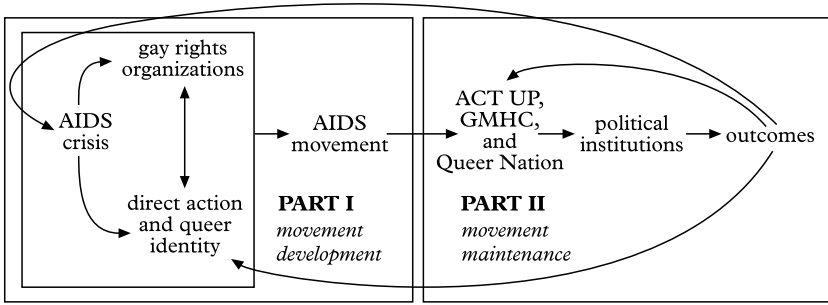 gay rights
organizations
AIDS
crisis
direct action
and queer
identity
AIDS
movement
PART I
movement
development
ACT UP,
GMHC,
and
Queer Nation
political
institutions
outcomes
PART II
movement
maintenance